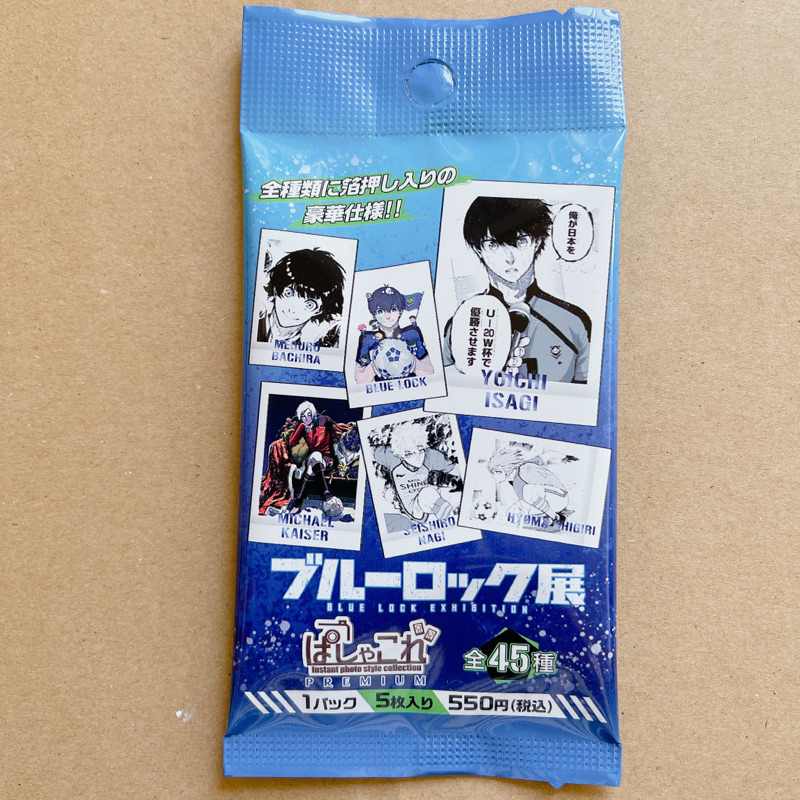 全種類に箔押し入りの
豪華仕様!!
俺が日本を
U-20W杯で
優勝させます
YOICHI
ISAGI
MEGURU
BACHIRA
BLUE LOCK
MICHAEL
KAISER
SHINE
SEISHIRO
NAGI
HYOMA CHIGIRI
ブルーロック展
BLUE LOCK EXHIBITION
ぱしゃこれ
Instant photo style collection
PREMIUM
全45種
1パック 5枚入り 550円(税込)